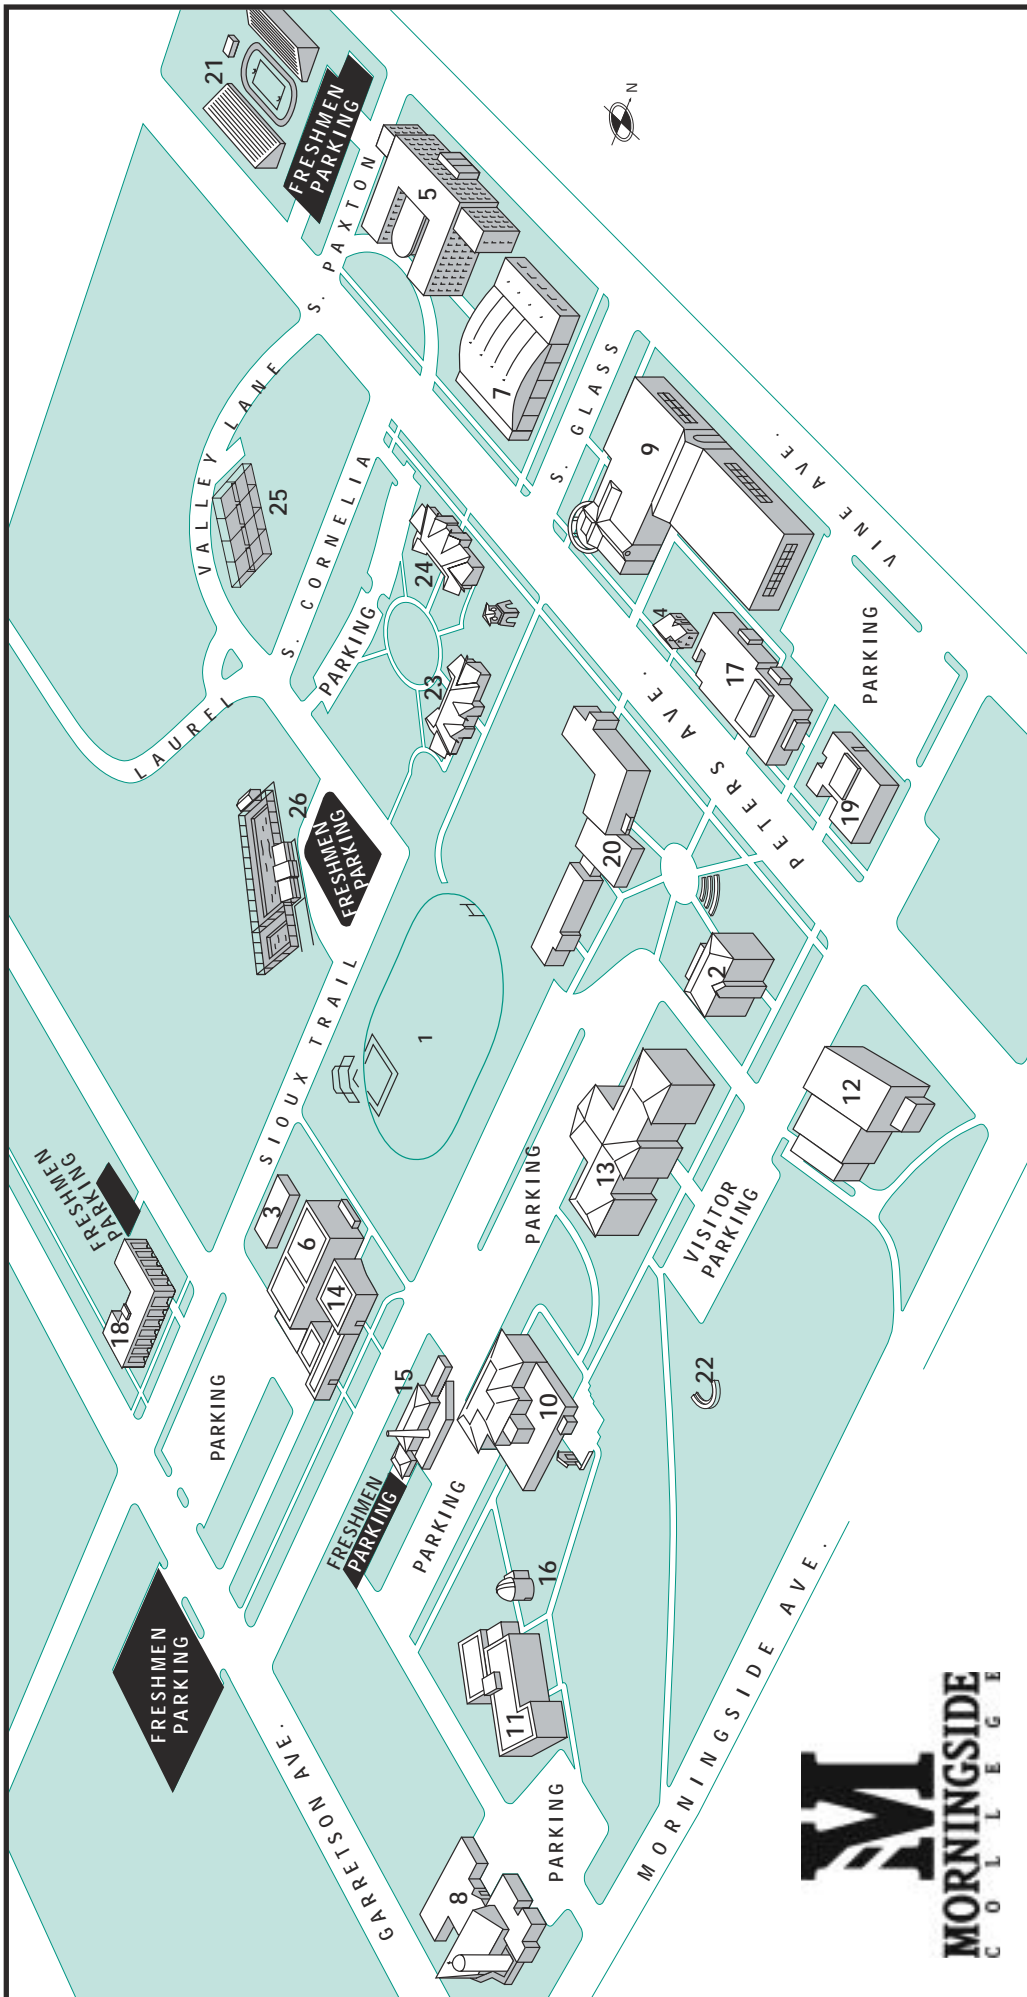 21
FRESHMEN
PARKING
S. PAXTON
5
N
7
S. GLASS
VALLEY LANE
25
S. CORNELIA
24
PARKING
23
9
VINE AVE.
4
17
PARKING
19
PETERS AVE.
LAUREL
26
FRESHMEN
PARKING
20
2
SIOUX TRAIL
1
12
13
PARKING
VISITOR
PARKING
FRESHMEN
PARKING
18
3
6
14
PARKING
15
10
22
FRESHMEN
PARKING
PARKING
16
11
FRESHMEN
PARKING
GARRETSON AVE.
8
PARKING
MORNINGSIDE AVE.
M
MORNINGSIDE
COLLEGE